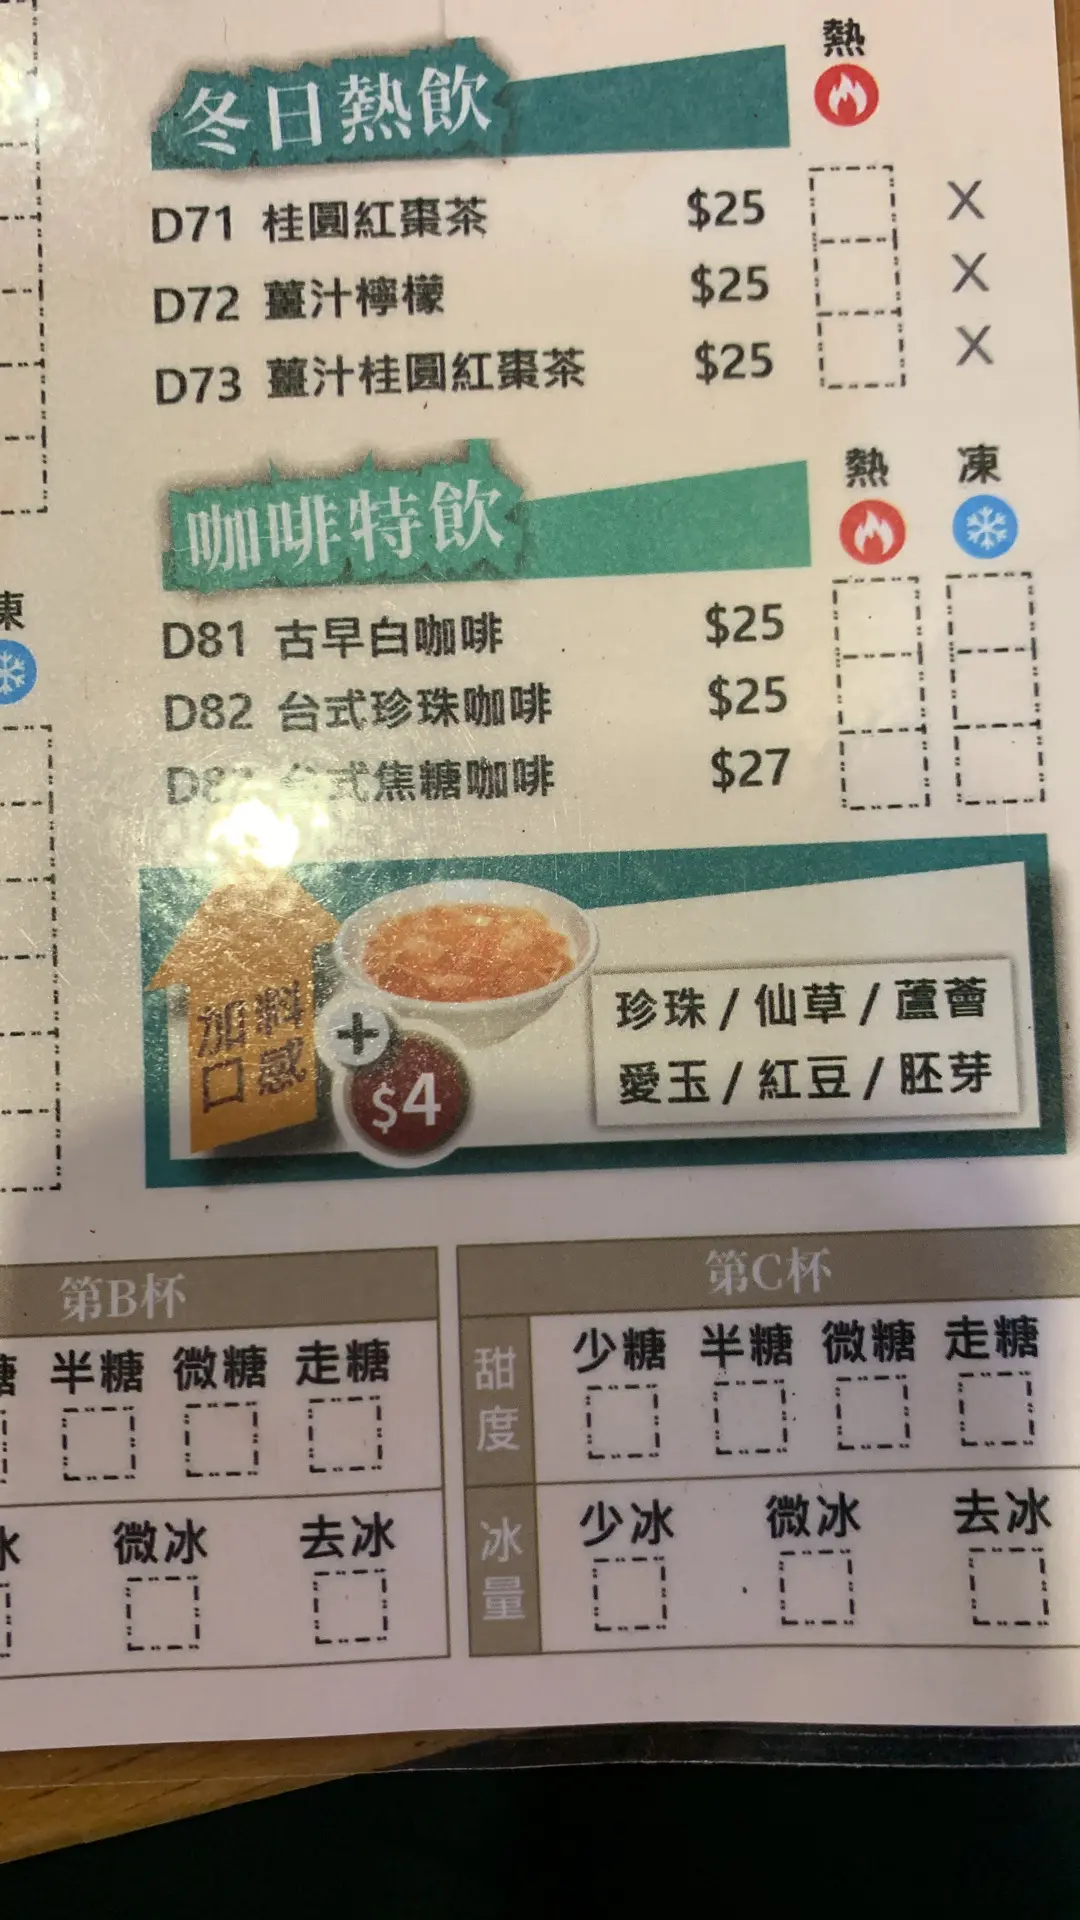 熱
冬日熱飲
D71 桂圓紅棗茶 $25 X
D72 薑汁檸檬 $25 X
D73 薑汁桂圓紅棗茶 $25 X
熱 凍
咖啡特飲
D81 古早白咖啡 $25
D82 台式珍珠咖啡 $25
台式焦糖咖啡 $27
凍
加料
口感
+
$4
珍珠 / 仙草 / 蘆薈
愛玉 / 紅豆 / 胚芽
第B杯
糖 半糖 微糖 走糖
冰 微冰 去冰
第C杯
甜度 少糖 半糖 微糖 走糖
冰量 少冰 微冰 去冰